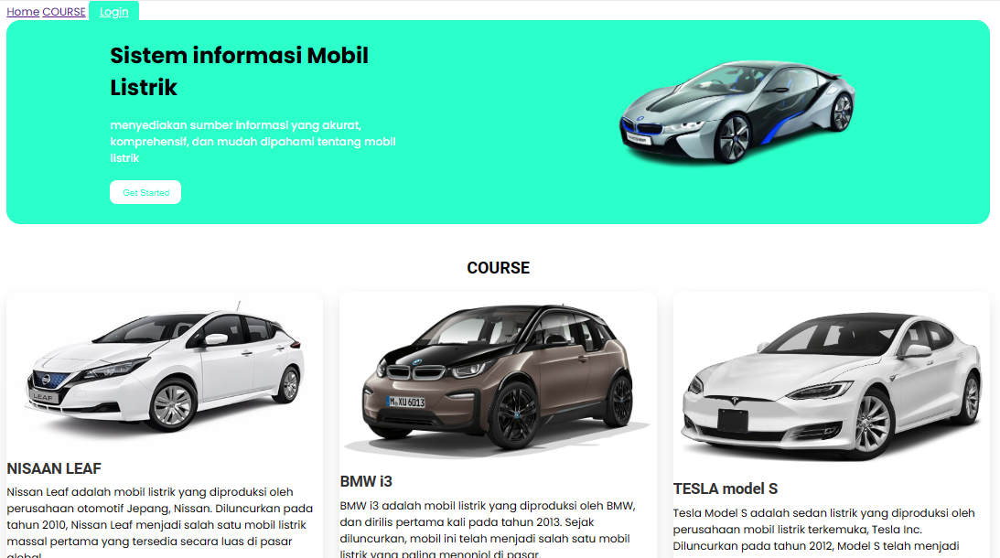 Home COURSE Login
Sistem informasi Mobil
Listrik
menyediakan sumber informasi yang akurat,
komprehensif, dan mudah dipahami tentang mobil
listrik
Get Started
COURSE
LEAF
M XU 6013
NISAAN LEAF
Nissan Leaf adalah mobil listrik yang diproduksi oleh
perusahaan otomotif Jepang, Nissan. Diluncurkan pada
tahun 2010, Nissan Leaf menjadi salah satu mobil listrik
massal pertama yang tersedia secara luas di pasar
global.
BMW i3
BMW i3 adalah mobil listrik yang diproduksi oleh BMW,
dan dirilis pertama kali pada tahun 2013. Sejak
diluncurkan, mobil ini telah menjadi salah satu mobil
listrik yang paling menonjol di pasar.
TESLA model S
Tesla Model S adalah sedan listrik yang diproduksi oleh
perusahaan mobil listrik terkemuka, Tesla Inc.
Diluncurkan pada tahun 2012, Model S telah menjadi